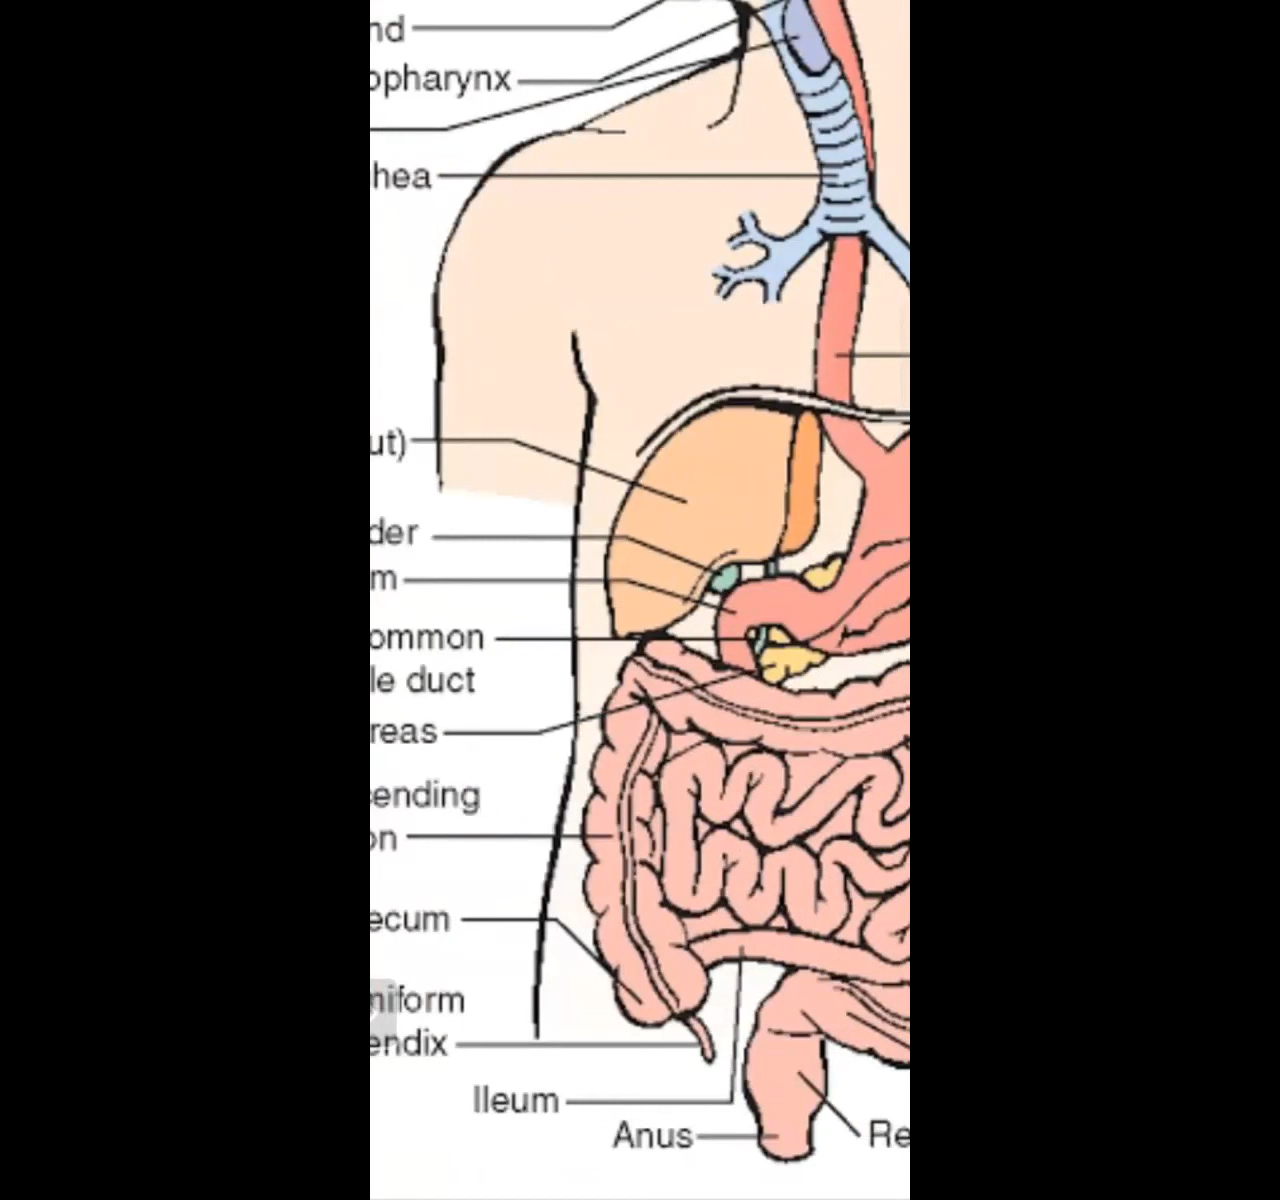 nd
opharynx
hea
ut)
der
m
ommon
le duct
reas
ending
on
ecum
niform
endix
Ileum
Anus
Re